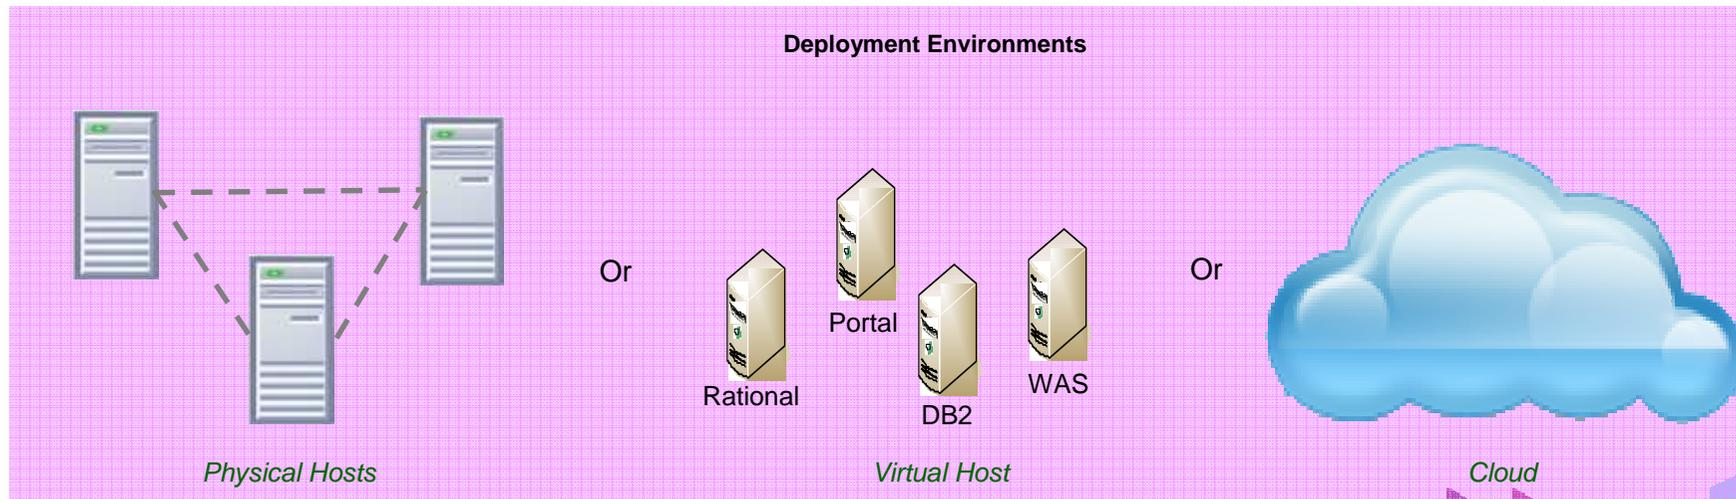 Deployment Environments
Or
Or
Portal
Rational
WAS
DB2
Physical Hosts
Virtual Host
Cloud